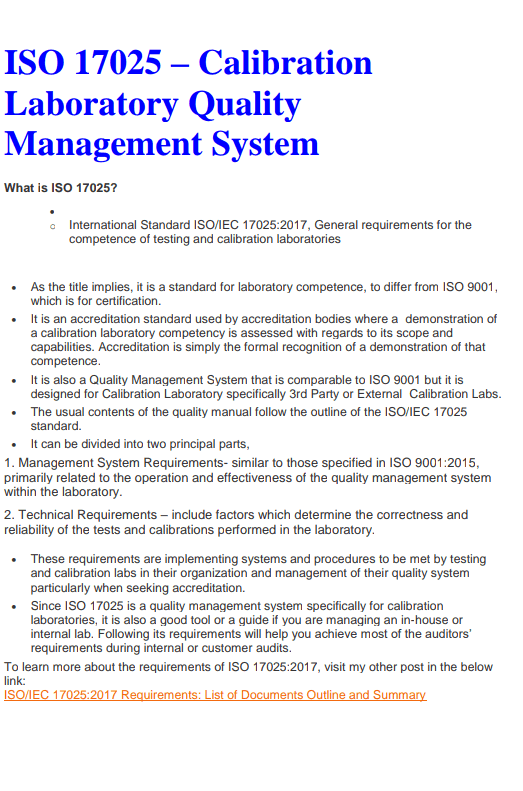 ISO 17025 – Calibration
Laboratory Quality
Management System
What is ISO 17025?
•
○ International Standard ISO/IEC 17025:2017, General requirements for the
competence of testing and calibration laboratories
• As the title implies, it is a standard for laboratory competence, to differ from ISO 9001,
which is for certification.
• It is an accreditation standard used by accreditation bodies where a  demonstration of
a calibration laboratory competency is assessed with regards to its scope and
capabilities. Accreditation is simply the formal recognition of a demonstration of that
competence.
• It is also a Quality Management System that is comparable to ISO 9001 but it is
designed for Calibration Laboratory specifically 3rd Party or External  Calibration Labs.
• The usual contents of the quality manual follow the outline of the ISO/IEC 17025
standard.
• It can be divided into two principal parts,
1. Management System Requirements- similar to those specified in ISO 9001:2015,
primarily related to the operation and effectiveness of the quality management system
within the laboratory.
2. Technical Requirements – include factors which determine the correctness and
reliability of the tests and calibrations performed in the laboratory.
• These requirements are implementing systems and procedures to be met by testing
and calibration labs in their organization and management of their quality system
particularly when seeking accreditation.
• Since ISO 17025 is a quality management system specifically for calibration
laboratories, it is also a good tool or a guide if you are managing an in-house or
internal lab. Following its requirements will help you achieve most of the auditors’
requirements during internal or customer audits.
To learn more about the requirements of ISO 17025:2017, visit my other post in the below
link:
ISO/IEC 17025:2017 Requirements: List of Documents Outline and Summary